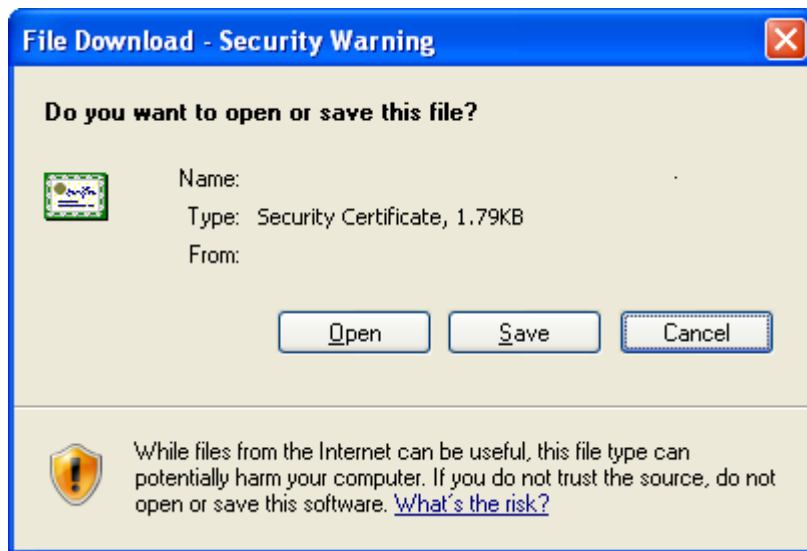 File Download - Security Warning
Do you want to open or save this file?
Name:
Type: Security Certificate, 1.79KB
From:
Open Save Cancel
While files from the Internet can be useful, this file type can
potentially harm your computer. If you do not trust the source, do not
open or save this software. What's the risk?